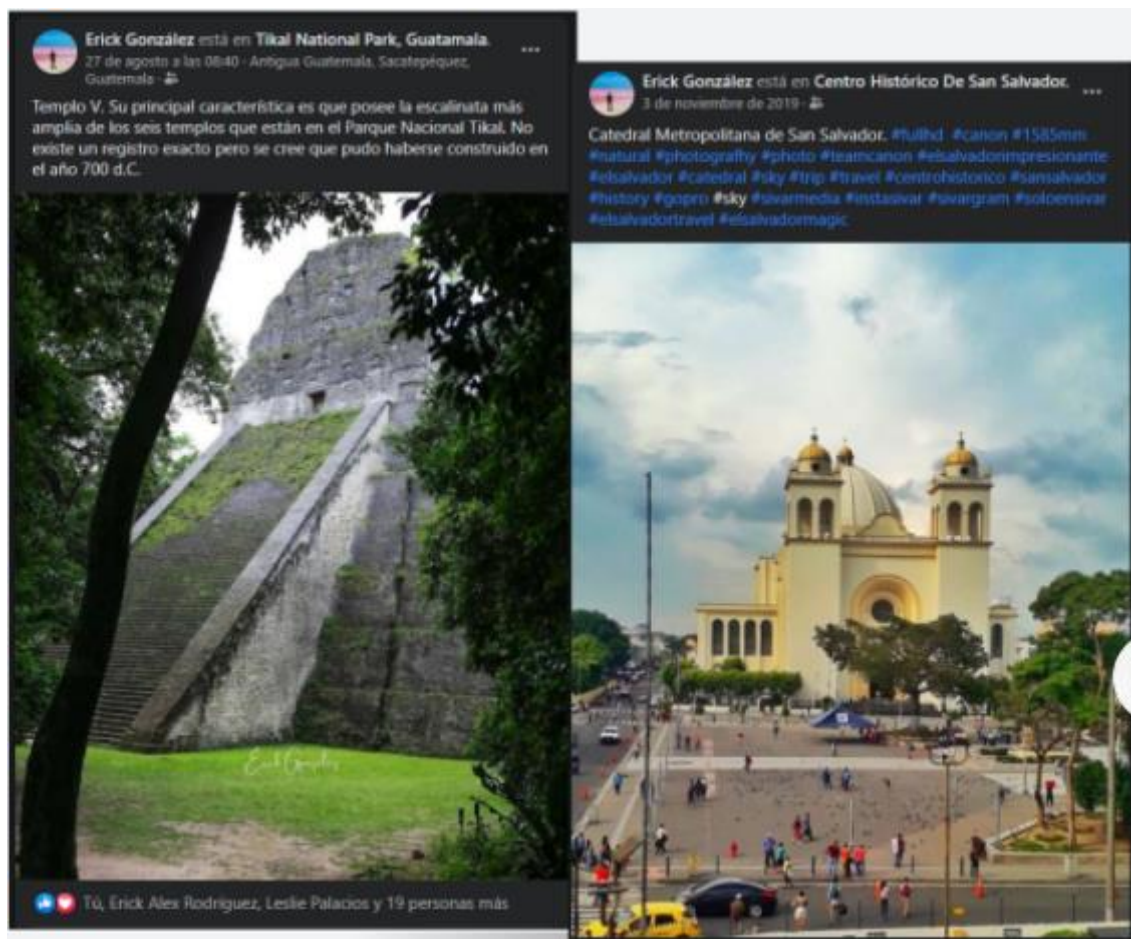 Erick González está en Tikal National Park, Guatamala.
27 de agosto a las 08:40 · Antigua Guatemala, Sacatepéquez,
Guatemala ·
Templo V. Su principal característica es que posee la escalinata más
amplia de los seis templos que están en el Parque Nacional Tikal. No
existe un registro exacto pero se cree que pudo haberse construido en
el año 700 d.C.
Erick González
Tú, Erick Alex Rodríguez, Leslie Palacios y 19 personas más
Erick González está en Centro Histórico De San Salvador.
3 de noviembre de 2019 ·
Catedral Metropolitana de San Salvador. #fullhd #canon #1585mm
#natural #photografhy #photo #teamcanon #elsalvadorimpresionante
#elsalvador #catedral #sky #trip #travel #centrohistorico #sansalvador
#history #gopro #sky #sivarmedia #instasivar #sivargram #soloensivar
#elsalvadortravel #elsalvadormagic